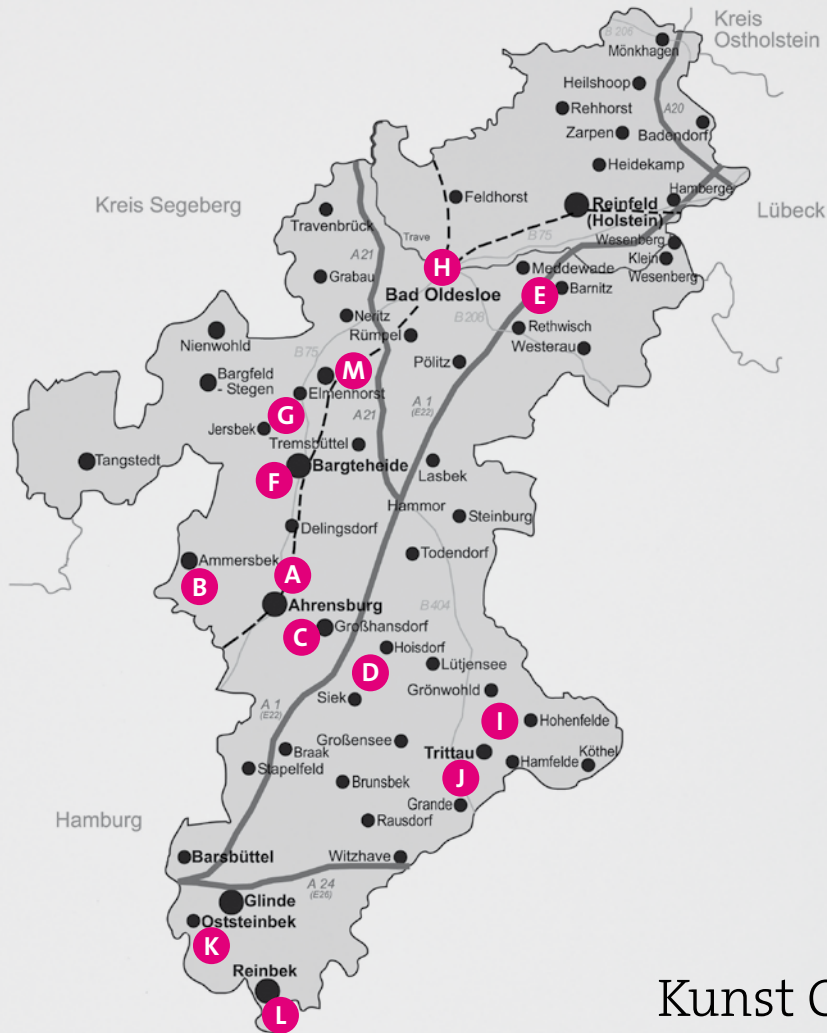 Kreis
Ostholstein
B 206
Mönkhagen
Heilshoop
A20
Rehhorst
Zarpen
Badendorf
Heidekamp
Hamberge
Feldhorst
Reinfeld
(Holstein)
Kreis Segeberg
Lübeck
Travenbrück
Trave
B75
Wesenberg
A21
Klein
Wesenberg
H
Meddewade
Grabau
Bad Oldesloe
E
Barnitz
Neritz
B208
Rethwisch
Rümpel
Westerau
Nienwohld
B75
Pölitz
M
Bargfeld
- Stegen
Elmenhorst
A 1
(E22)
G
A21
Jersbek
Tremsbüttel
Tangstedt
F
Bargteheide
Lasbek
Hammor
Steinburg
Delingsdorf
Todendorf
Ammersbek
B
A
Ahrensburg
B404
C
Großhansdorf
Hoisdorf
D
Lütjensee
Siek
Grönwohld
A 1
(E22)
I
Hohenfelde
Großensee
Trittau
Braak
Köthel
Stapelfeld
Hamfelde
J
Brunsbek
Grande
Hamburg
Rausdorf
Barsbüttel
Witzhave
A 24
(E26)
Glinde
Oststeinbek
K
Reinbek
L
Kunst